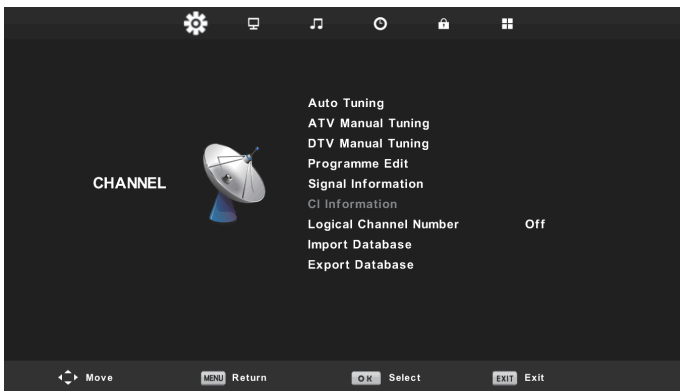 CHANNEL
Auto Tuning
ATV Manual Tuning
DTV Manual Tuning
Programme Edit
Signal Information
CI Information
Logical Channel Number Off
Import Database
Export Database
Move MENU Return OK Select EXIT Exit